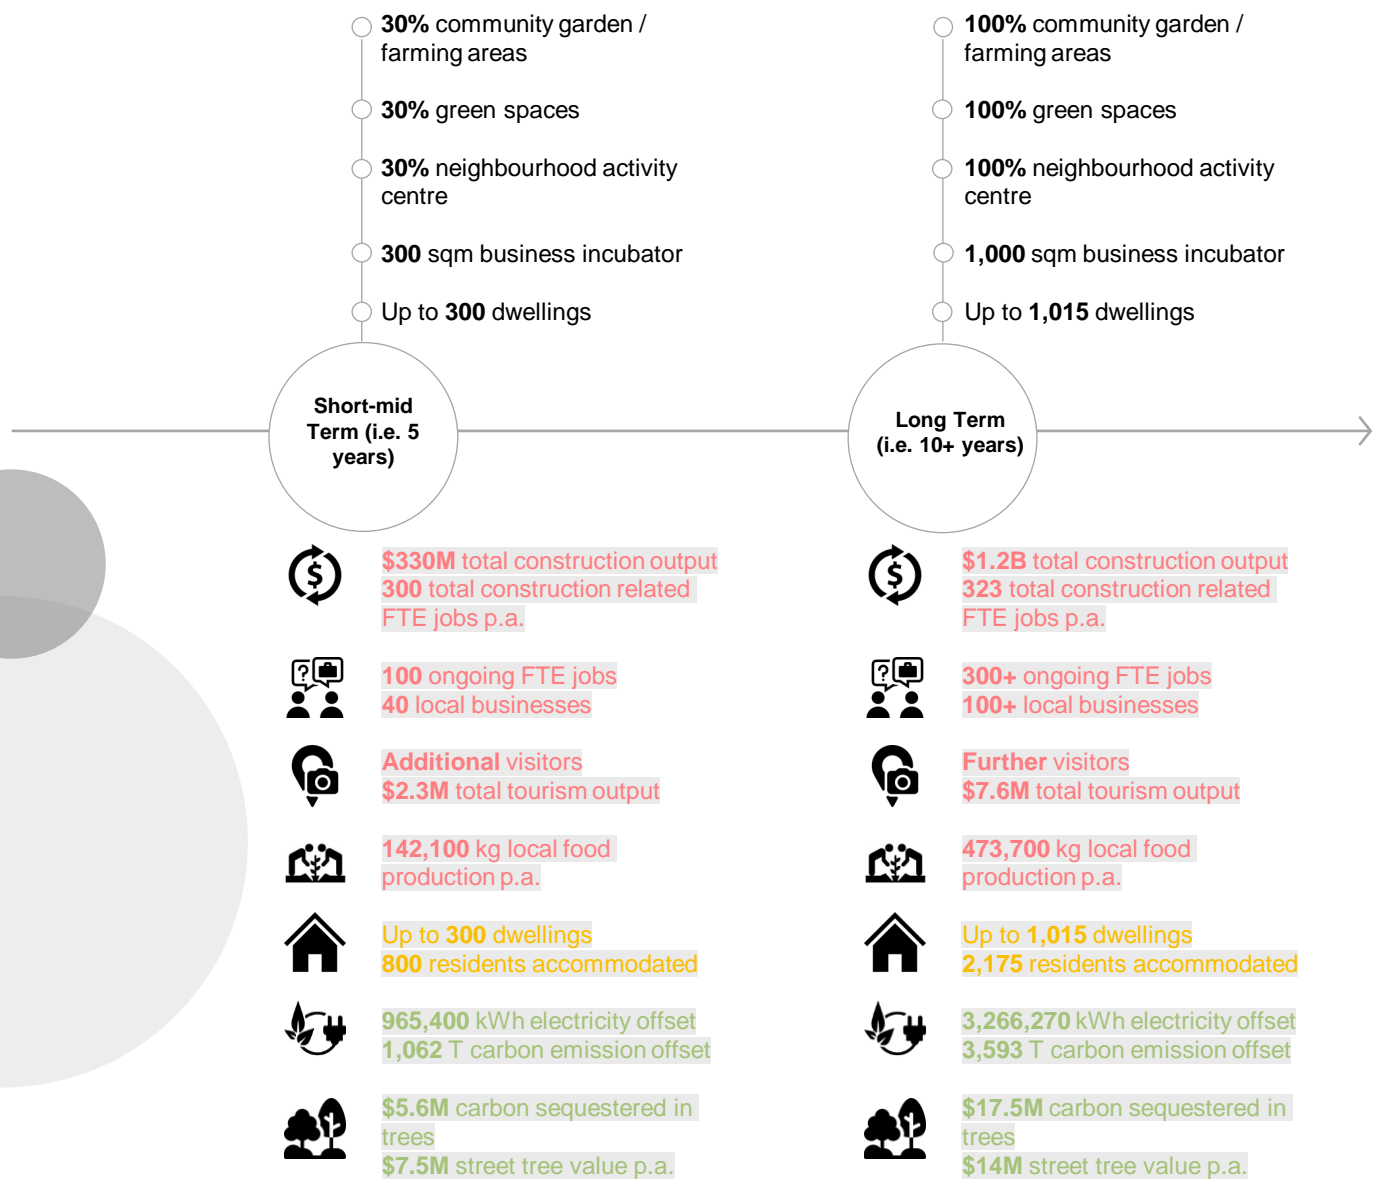 30% community garden /
farming areas
30% green spaces
30% neighbourhood activity
centre
300 sqm business incubator
Up to 300 dwellings
Short-mid
Term (i.e. 5
years)
$330M total construction output
300 total construction related
FTE jobs p.a.
100 ongoing FTE jobs
40 local businesses
Additional visitors
$2.3M total tourism output
142,100 kg local food
production p.a.
Up to 300 dwellings
800 residents accommodated
965,400 kWh electricity offset
1,062 T carbon emission offset
$5.6M carbon sequestered in
trees
$7.5M street tree value p.a.
100% community garden /
farming areas
100% green spaces
100% neighbourhood activity
centre
1,000 sqm business incubator
Up to 1,015 dwellings
Long Term
(i.e. 10+ years)
$1.2B total construction output
323 total construction related
FTE jobs p.a.
300+ ongoing FTE jobs
100+ local businesses
Further visitors
$7.6M total tourism output
473,700 kg local food
production p.a.
Up to 1,015 dwellings
2,175 residents accommodated
3,266,270 kWh electricity offset
3,593 T carbon emission offset
$17.5M carbon sequestered in
trees
$14M street tree value p.a.